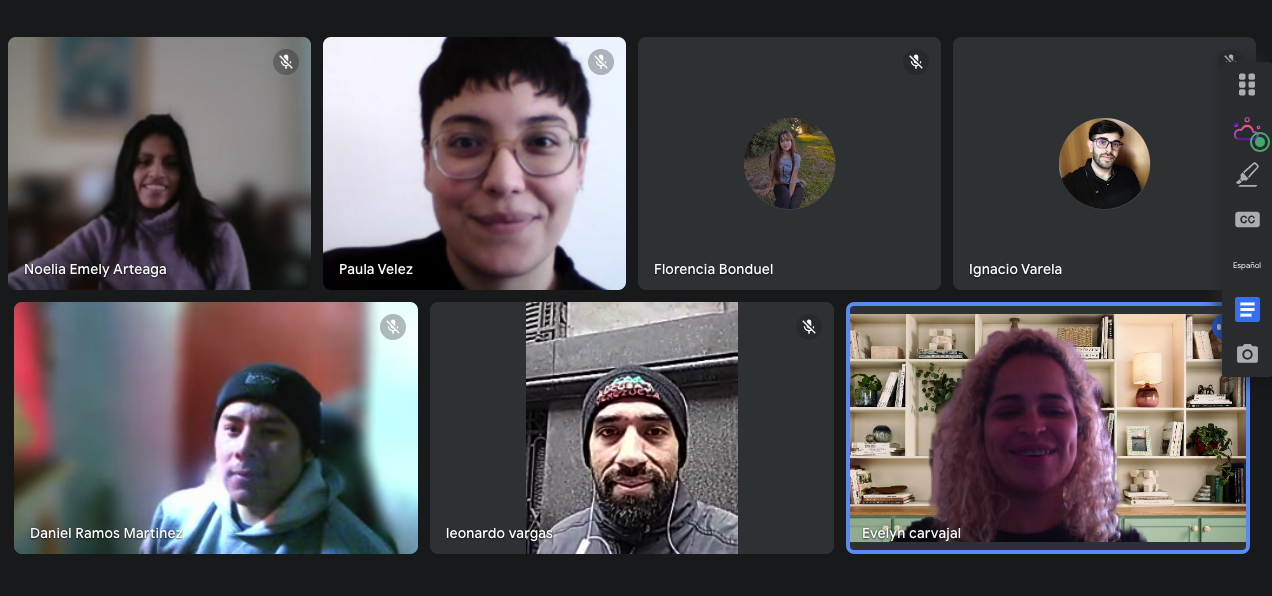 Noelia Emely Arteaga
Paula Velez
Florencia Bonduel
Ignacio Varela
CC
Español
Daniel Ramos Martinez
leonardo vargas
Evelyn carvajal